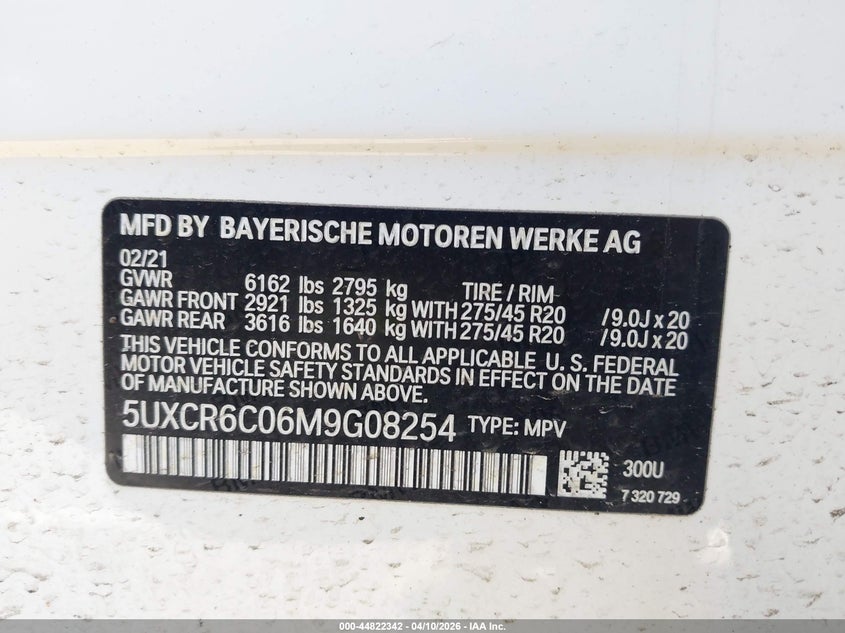 MFD BY BAYERISCHE MOTOREN WERKE AG
02/21
GVWR 6162 lbs 2795 kg TIRE / RIM
GAWR FRONT 2921 lbs 1325 kg WITH 275/45 R20 /9.0J x 20
GAWR REAR 3616 lbs 1640 kg WITH 275/45 R20 /9.0J x 20
THIS VEHICLE CONFORMS TO ALL APPLICABLE U. S. FEDERAL
MOTOR VEHICLE SAFETY STANDARDS IN EFFECT ON THE DATE
OF MANUFACTURE SHOWN ABOVE.
5UXCR6C06M9G08254 TYPE: MPV
300U
7 320 729
000-44822342 - 04/10/2026 - IAA Inc.